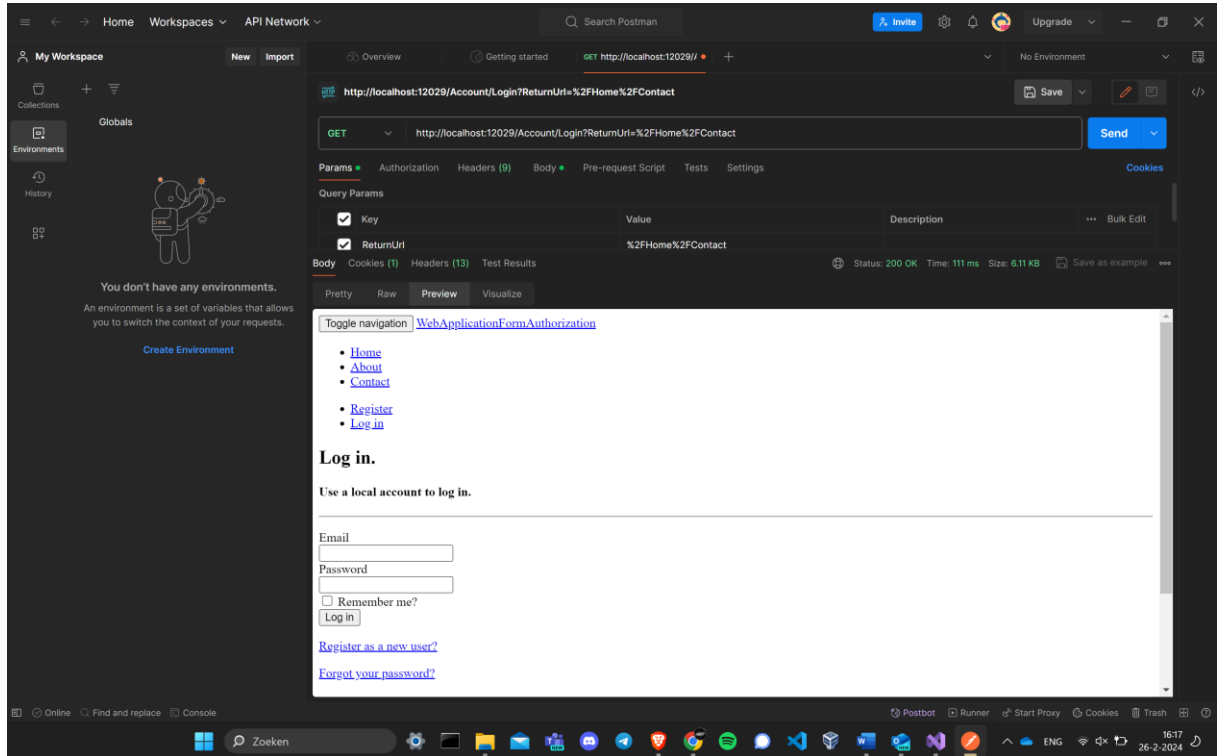 Home Workspaces API Network Search Postman Invite Upgrade
My Workspace New Import Overview Getting started GET http://localhost:12029// No Environment
Collections
Environments
History
Globals
You don't have any environments.
An environment is a set of variables that allows
you to switch the context of your requests.
Create Environment
HTTP http://localhost:12029/Account/Login?ReturnUrl=%2FHome%2FContact Save
GET http://localhost:12029/Account/Login?ReturnUrl=%2FHome%2FContact Send
Params Authorization Headers (9) Body Pre-request Script Tests Settings Cookies
Query Params
Key Value Description Bulk Edit
ReturnUrl %2FHome%2FContact
Body Cookies (1) Headers (13) Test Results Status: 200 OK Time: 111 ms Size: 6.11 KB Save as example
Pretty Raw Preview Visualize
Toggle navigation WebApplicationFormAuthorization
Home
About
Contact
Register
Log in
Log in.
Use a local account to log in.
Email
Password
Remember me?
Log in
Register as a new user?
Forgot your password?
Online Find and replace Console Postbot Runner Start Proxy Cookies Trash
Zoeken ENG 16:17
26-2-2024